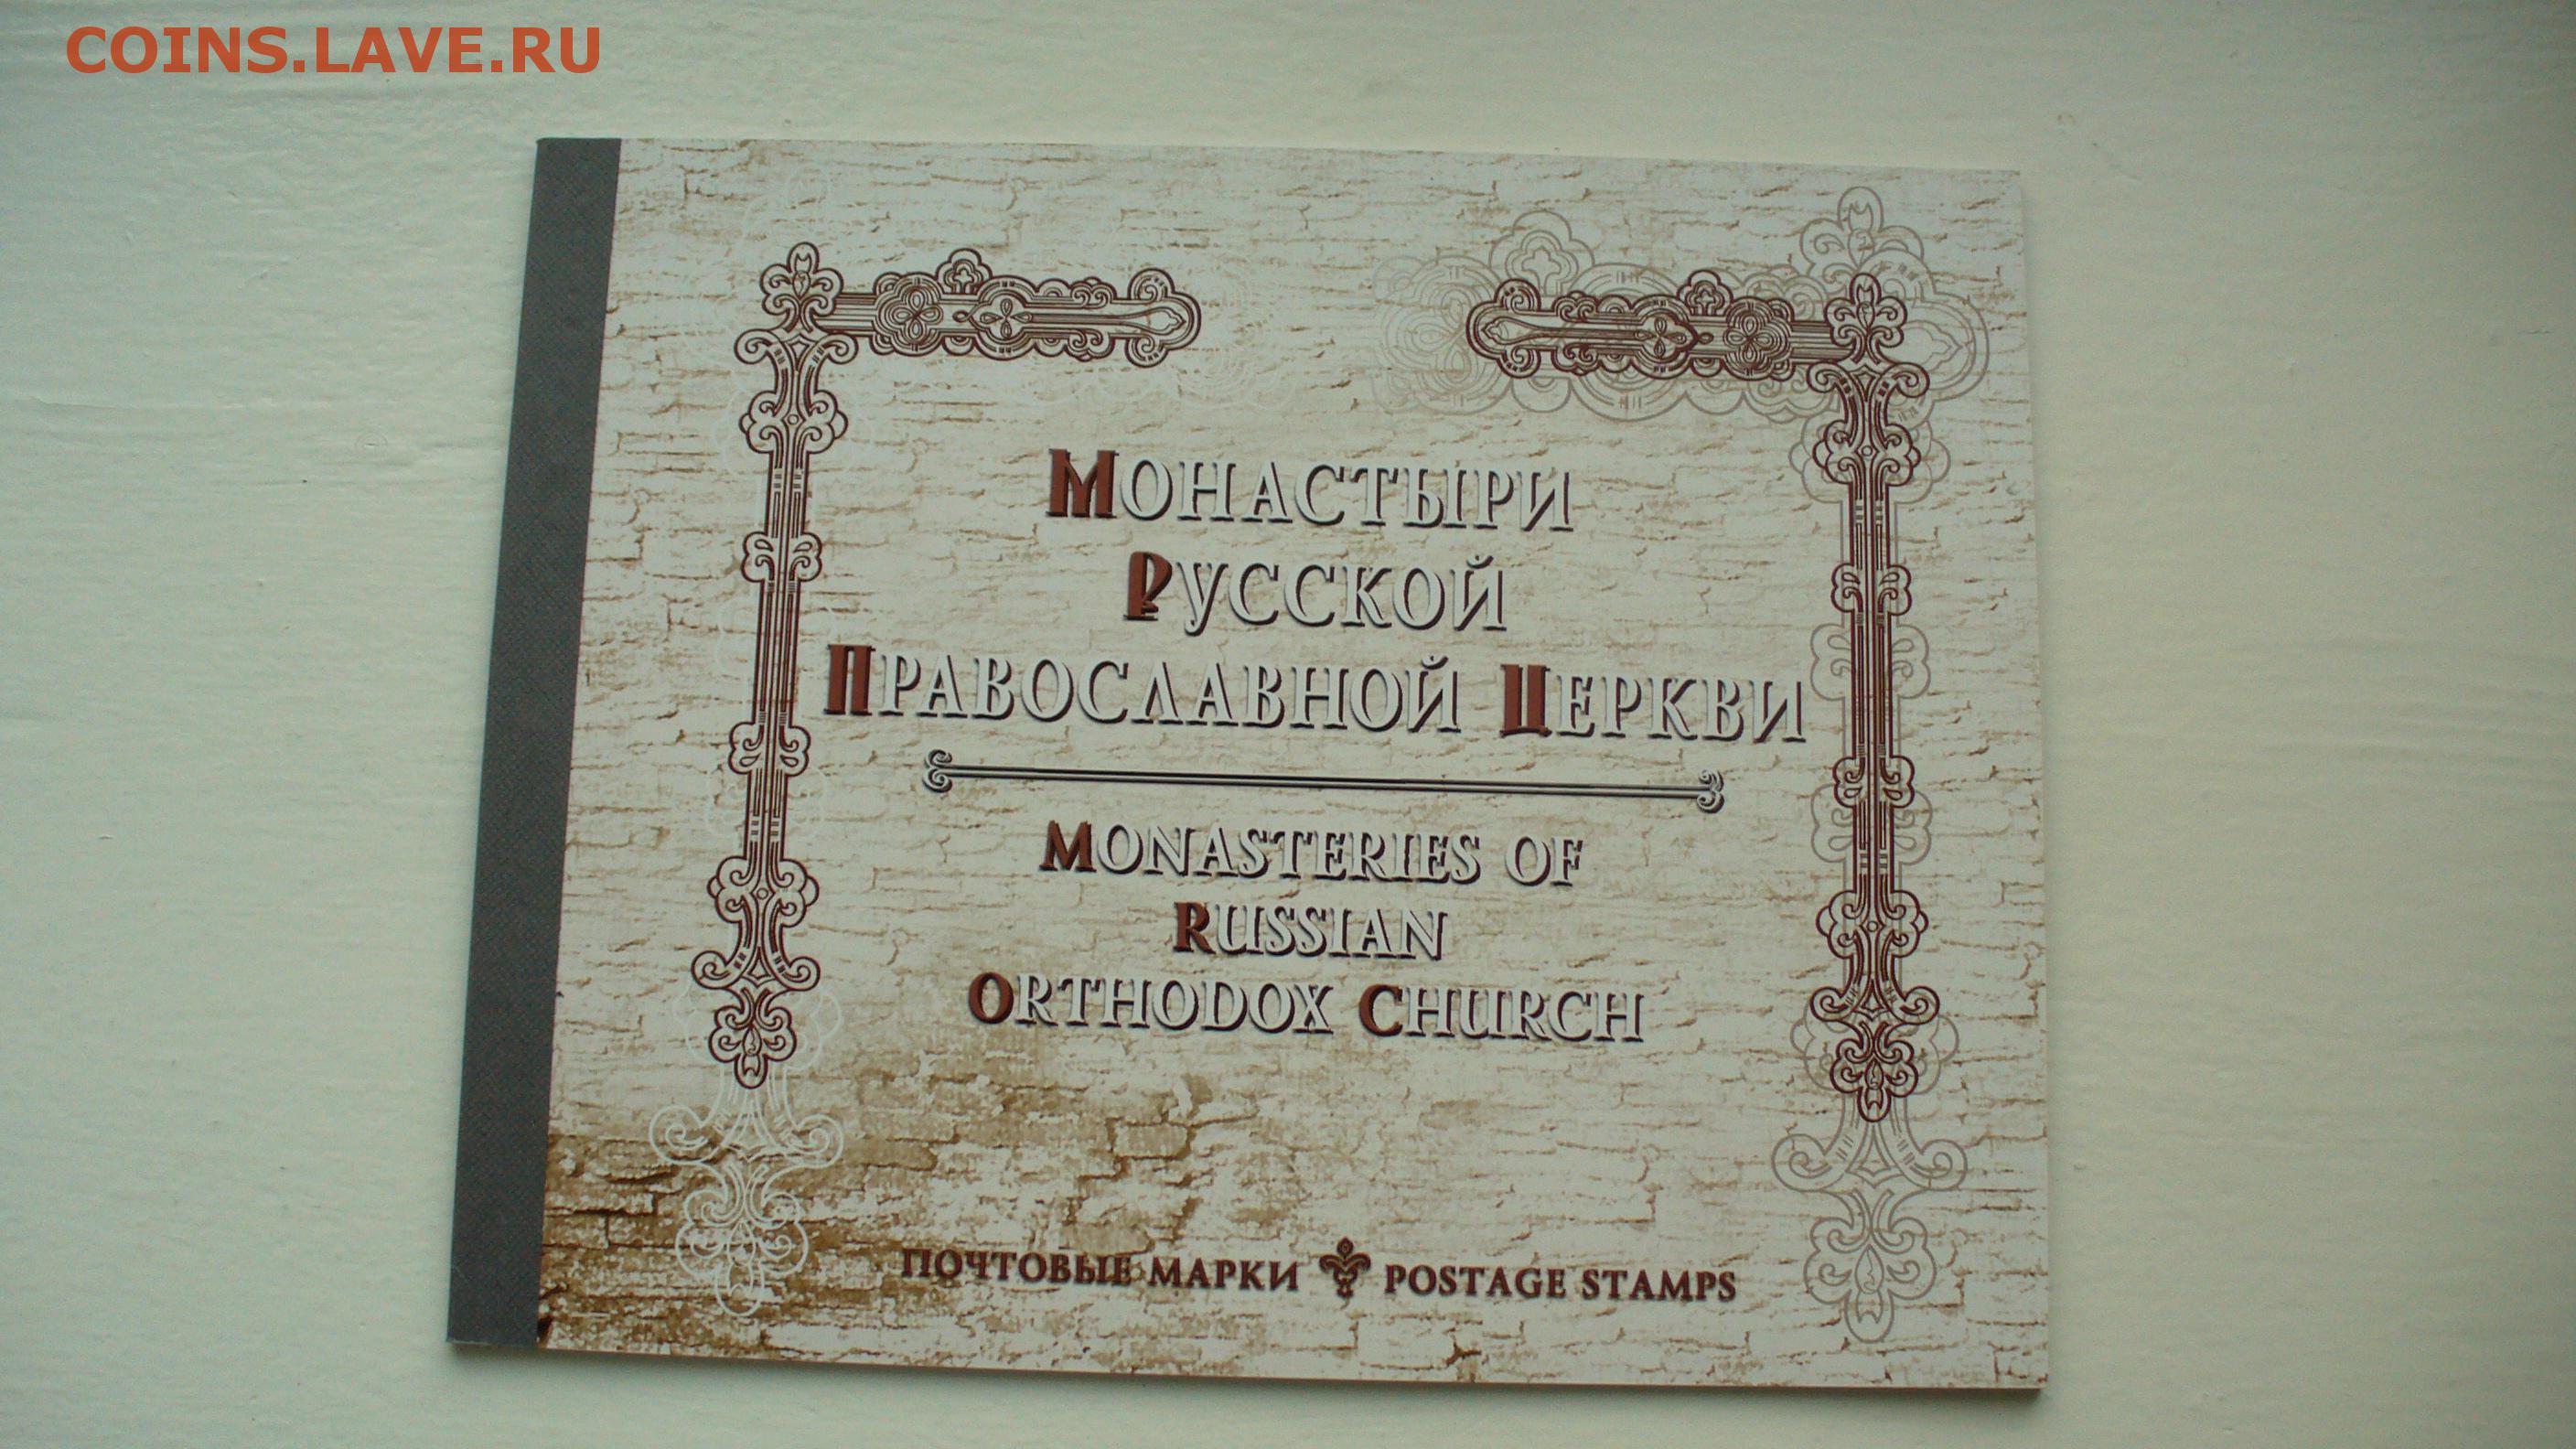 COINS.LAVE.RU
Монастыри
Русской
Православной Церкви
Monasteries of
Russian
Orthodox Church
ПОЧТОВЫЕ МАРКИ POSTAGE STAMPS